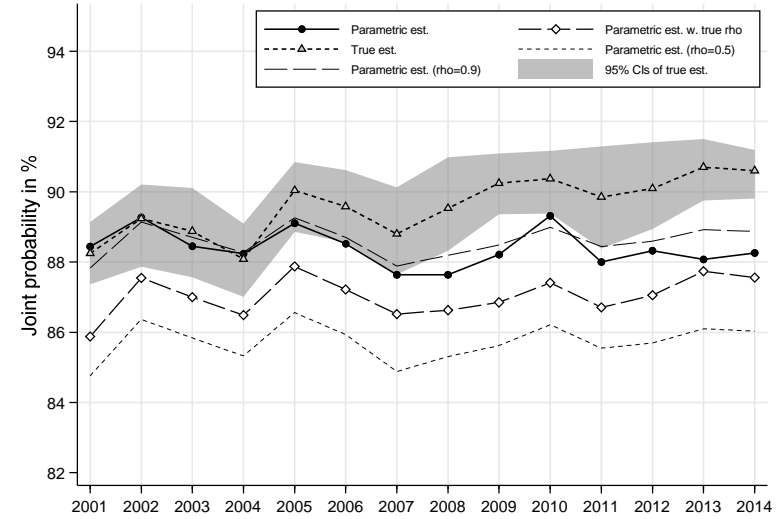 Parametric est.
Parametric est. w. true rho
True est.
Parametric est. (rho=0.5)
Parametric est. (rho=0.9)
95% CIs of true est.
Joint probability in %
94
92
90
88
86
84
82
2001 2002 2003 2004 2005 2006 2007 2008 2009 2010 2011 2012 2013 2014